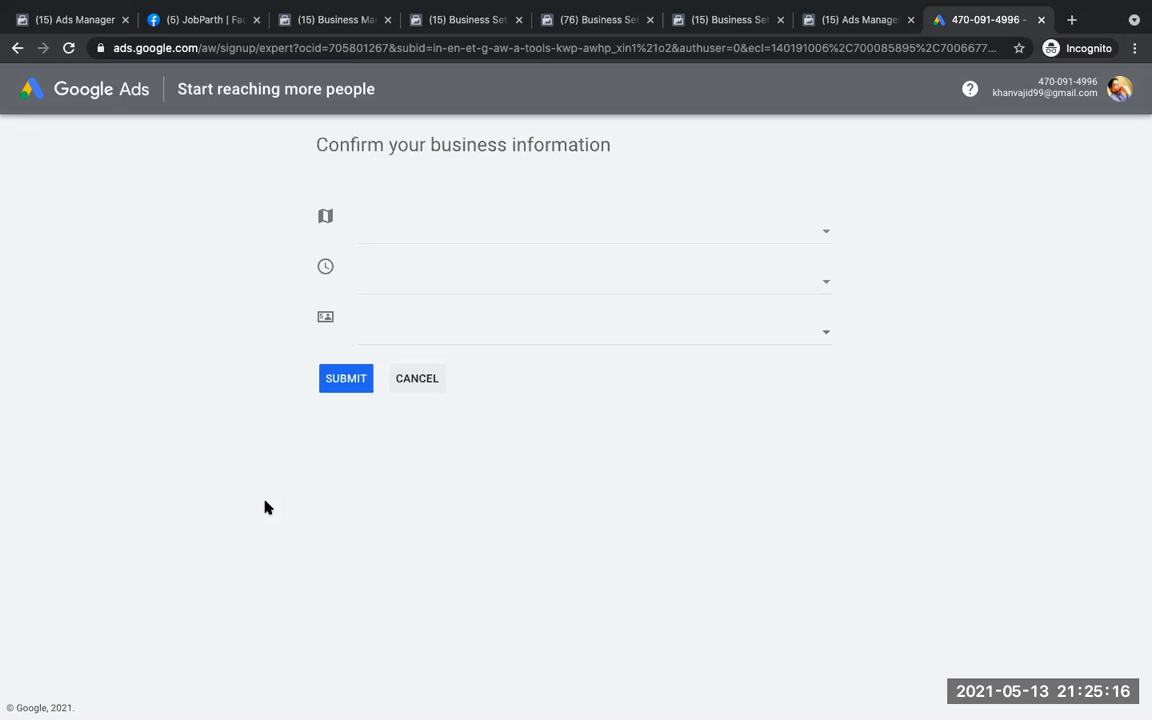 (15) Ads Manager
(5) JobParth | Fac
(15) Business Ma
(15) Business Set
(76) Business Se
(15) Business Set
(15) Ads Manage
470-091-4996 -
ads.google.com/aw/signup/expert?ocid=705801267&subid=in-en-et-g-aw-a-tools-kwp-awhp_xin1%21o2&authuser=0&ecl=140191006%2C700085895%2C7006677...
Incognito
Google Ads
Start reaching more people
470-091-4996
khanvajid99@gmail.com
Confirm your business information
SUBMIT
CANCEL
2021-05-13 21:25:16
© Google, 2021.